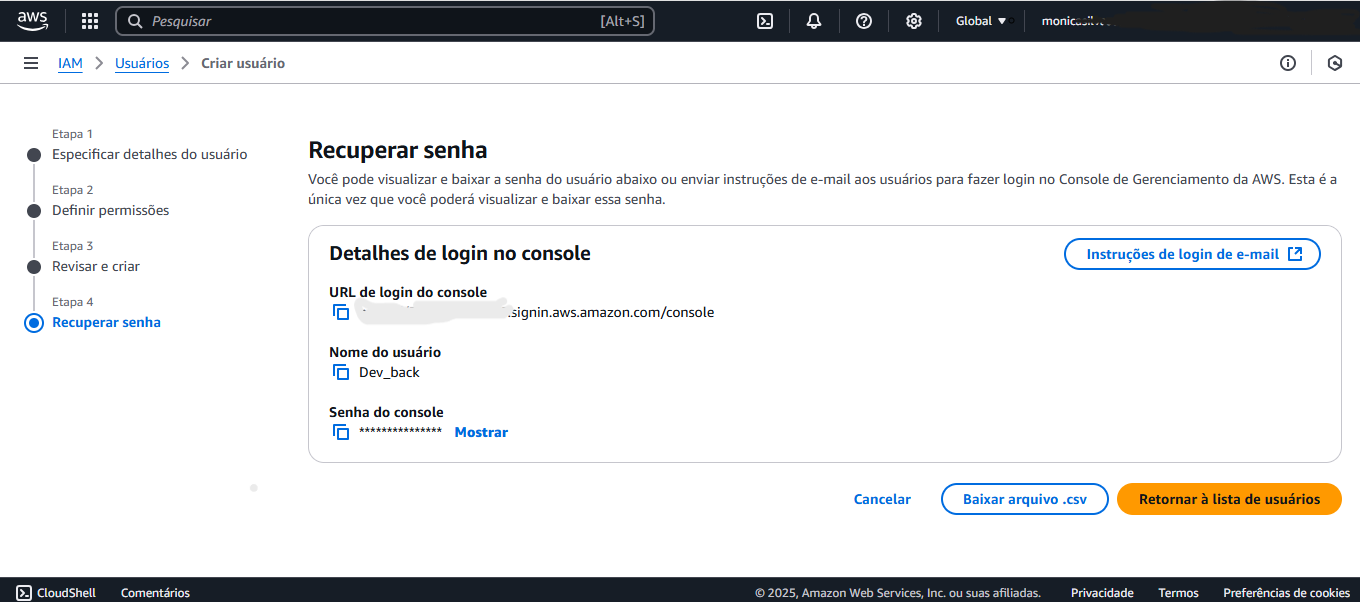 aws
Pesquisar
[Alt+S]
Global
IAM
Usuários
Criar usuário
Etapa 1
Especificar detalhes do usuário
Etapa 2
Definir permissões
Etapa 3
Revisar e criar
Etapa 4
Recuperar senha
Recuperar senha
Você pode visualizar e baixar a senha do usuário abaixo ou enviar instruções de e-mail aos usuários para fazer login no Console de Gerenciamento da AWS. Esta é a
única vez que você poderá visualizar e baixar essa senha.
Detalhes de login no console
Instruções de login de e-mail
URL de login do console
.signin.aws.amazon.com/console
Nome do usuário
Dev_back
Senha do console
*************** Mostrar
Cancelar
Baixar arquivo .csv
Retornar à lista de usuários
CloudShell
Comentários
© 2025, Amazon Web Services, Inc. ou suas afiliadas.
Privacidade
Termos
Preferências de cookies